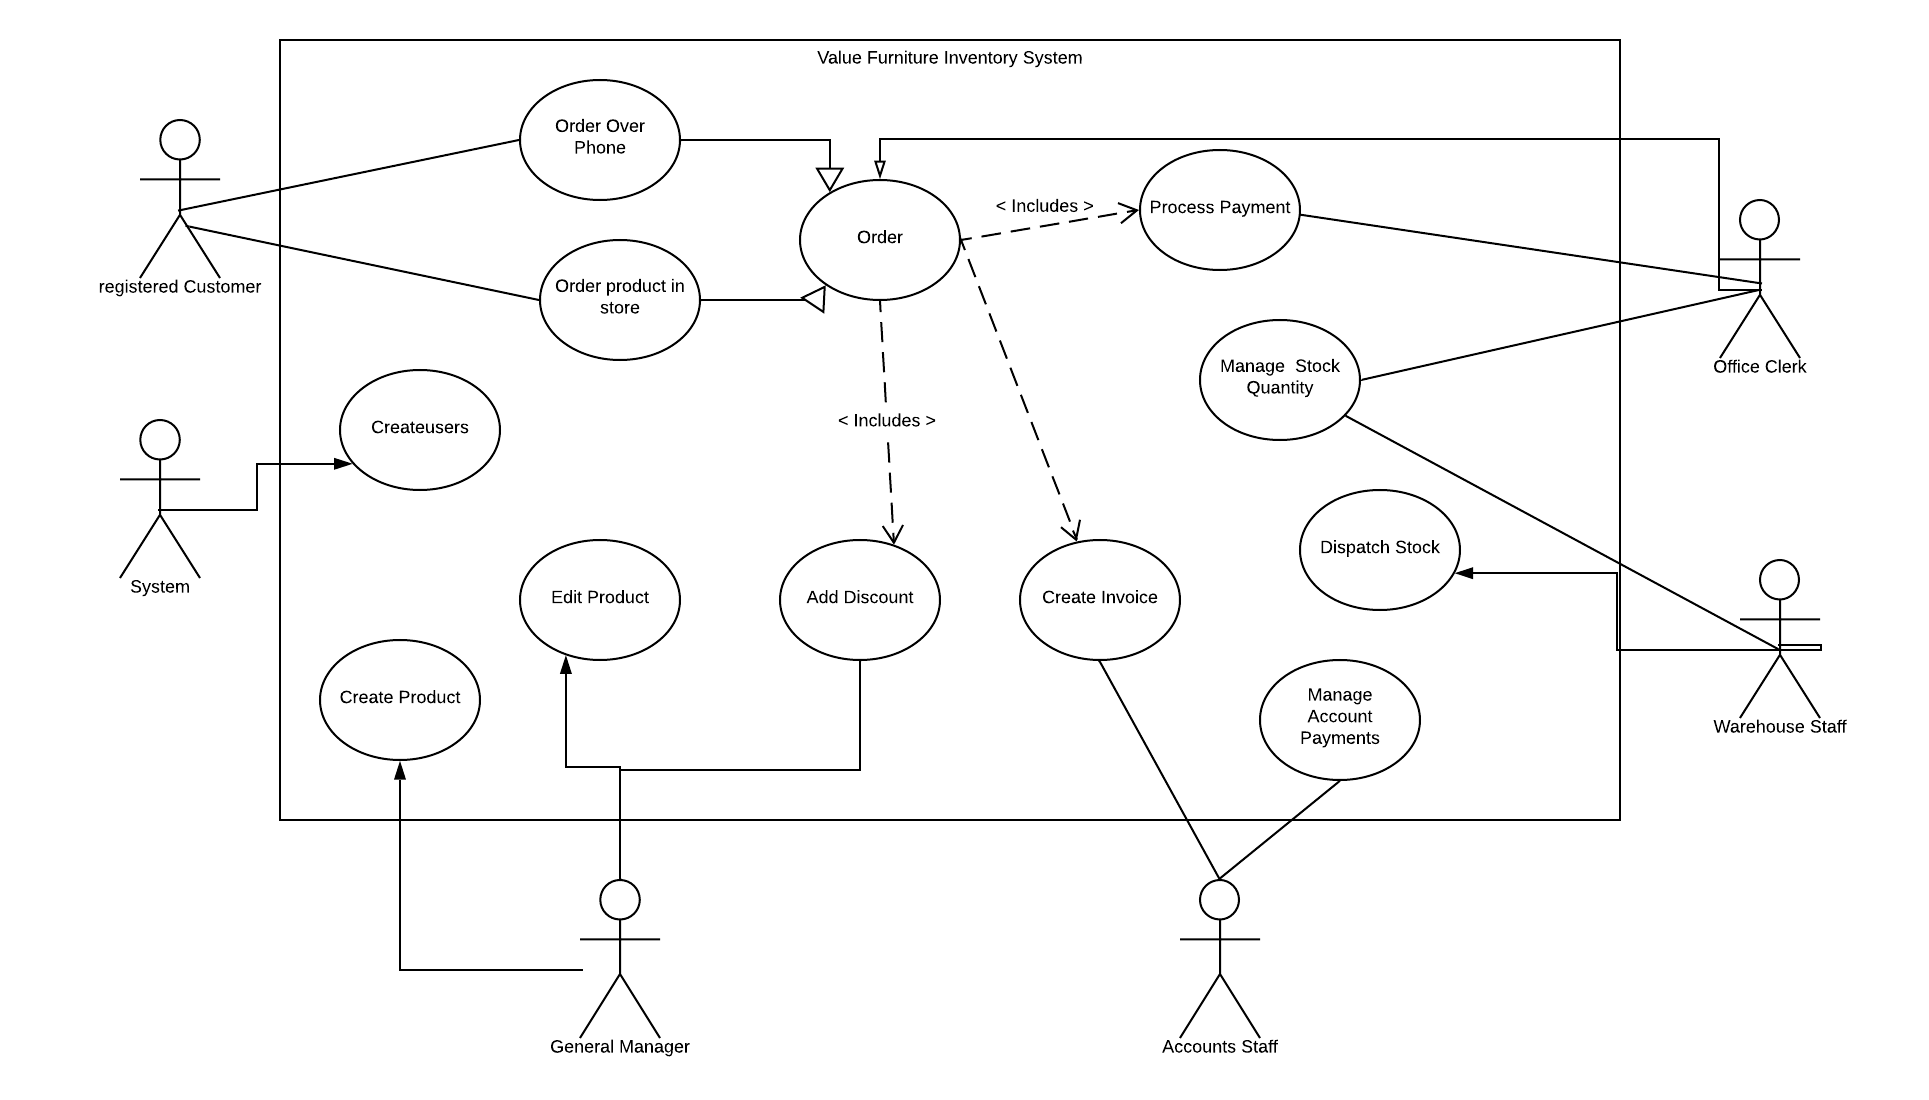 Value Furniture Inventory System
Order Over
Phone
< Includes >
Process Payment
Order
registered Customer
Order product in
store
Manage  Stock
Quantity
Office Clerk
Createusers
< Includes >
System
Edit Product
Add Discount
Create Invoice
Dispatch Stock
Create Product
Manage
Account
Payments
Warehouse Staff
General Manager
Accounts Staff